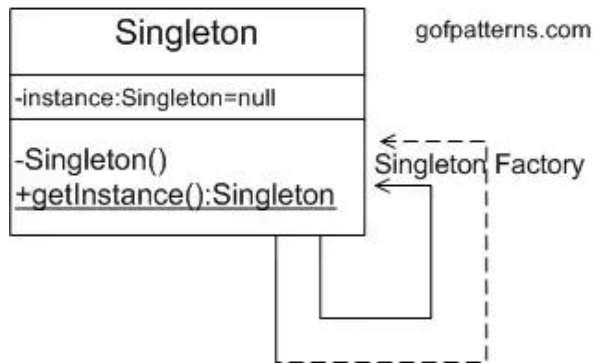 Singleton
gofpatterns.com
-instance:Singleton=null
-Singleton()
+getInstance():Singleton
Singleton Factory